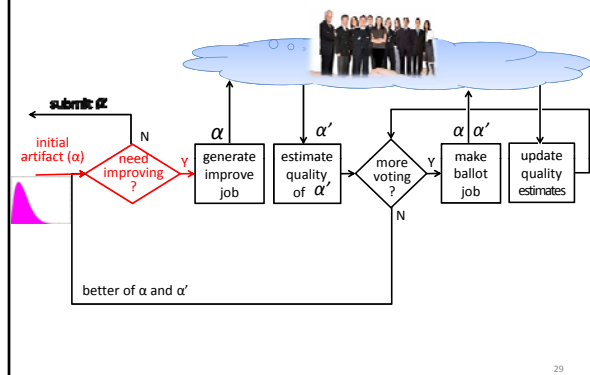 submit α
N
α
α'
α α'
initial
artifact (α)
need
improving
?
Y
generate
improve
job
estimate
quality
of α'
more
voting
?
Y
make
ballot
job
update
quality
estimates
N
better of α and α'
29